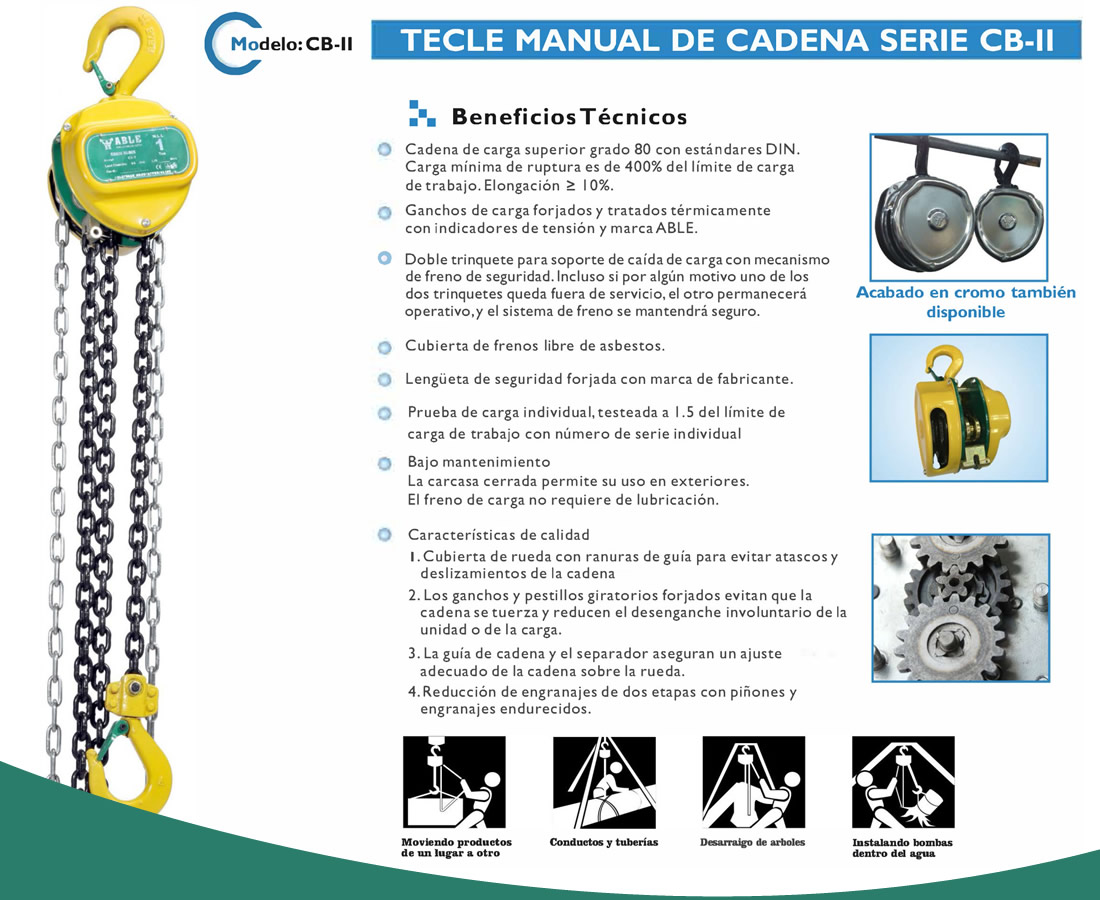 Modelo: CB-II
TECLE MANUAL DE CADENA SERIE CB-II
ABLE
W.L.L.
1
Beneficios Técnicos
Cadena de carga superior grado 80 con estándares DIN.
Carga mínima de ruptura es de 400% del límite de carga
de trabajo. Elongación ≥ 10%.
Ganchos de carga forjados y tratados térmicamente
con indicadores de tensión y marca ABLE.
Doble trinquete para soporte de caída de carga con mecanismo
de freno de seguridad. Incluso si por algún motivo uno de los
dos trinquetes queda fuera de servicio, el otro permanecerá
operativo, y el sistema de freno se mantendrá seguro.
Cubierta de frenos libre de asbestos.
Lengüeta de seguridad forjada con marca de fabricante.
Prueba de carga individual, testeada a 1.5 del límite de
carga de trabajo con número de serie individual
Bajo mantenimiento
La carcasa cerrada permite su uso en exteriores.
El freno de carga no requiere de lubricación.
Características de calidad
1. Cubierta de rueda con ranuras de guía para evitar atascos y
deslizamientos de la cadena
2. Los ganchos y pestillos giratorios forjados evitan que la
cadena se tuerza y reducen el desenganche involuntario de la
unidad o de la carga.
3. La guía de cadena y el separador aseguran un ajuste
adecuado de la cadena sobre la rueda.
4. Reducción de engranajes de dos etapas con piñones y
engranajes endurecidos.
Acabado en cromo también
disponible
Moviendo productos
de un lugar a otro
Conductos y tuberías
Desarraigo de arboles
Instalando bombas
dentro del agua